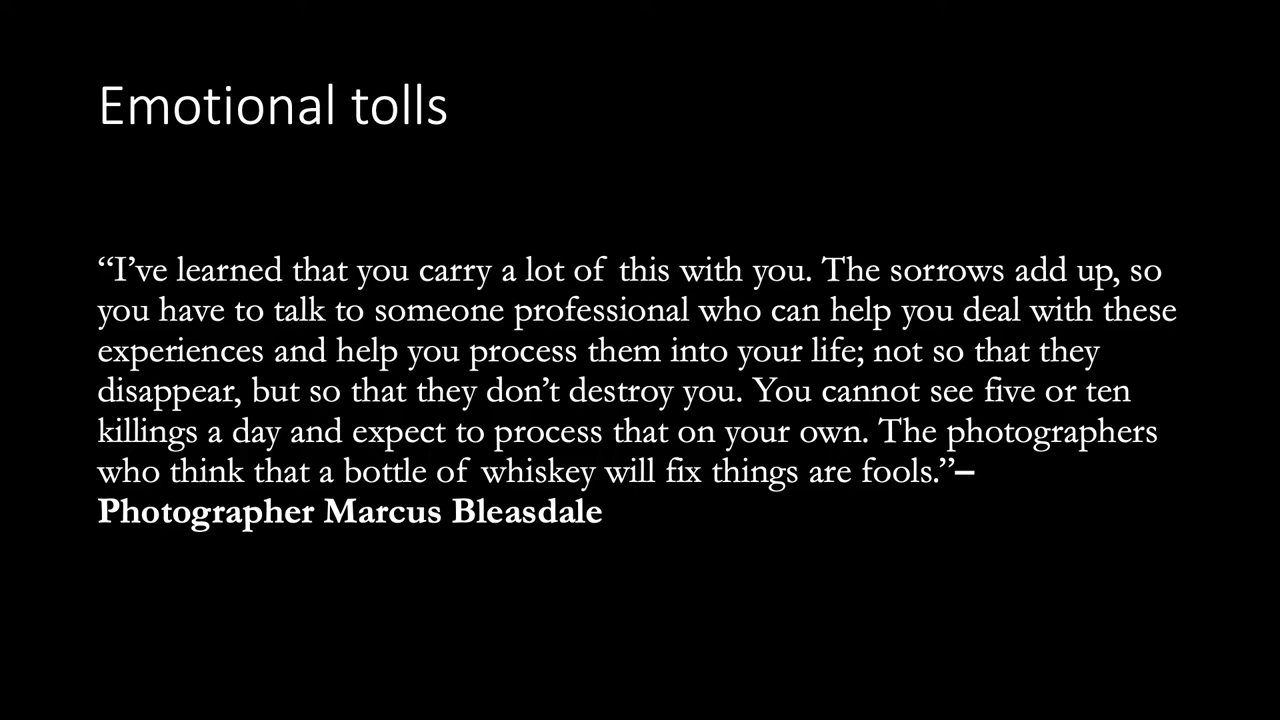 Emotional tolls
“I’ve learned that you carry a lot of this with you. The sorrows add up, so
you have to talk to someone professional who can help you deal with these
experiences and help you process them into your life; not so that they
disappear, but so that they don’t destroy you. You cannot see five or ten
killings a day and expect to process that on your own. The photographers
who think that a bottle of whiskey will fix things are fools.”–
Photographer Marcus Bleasdale